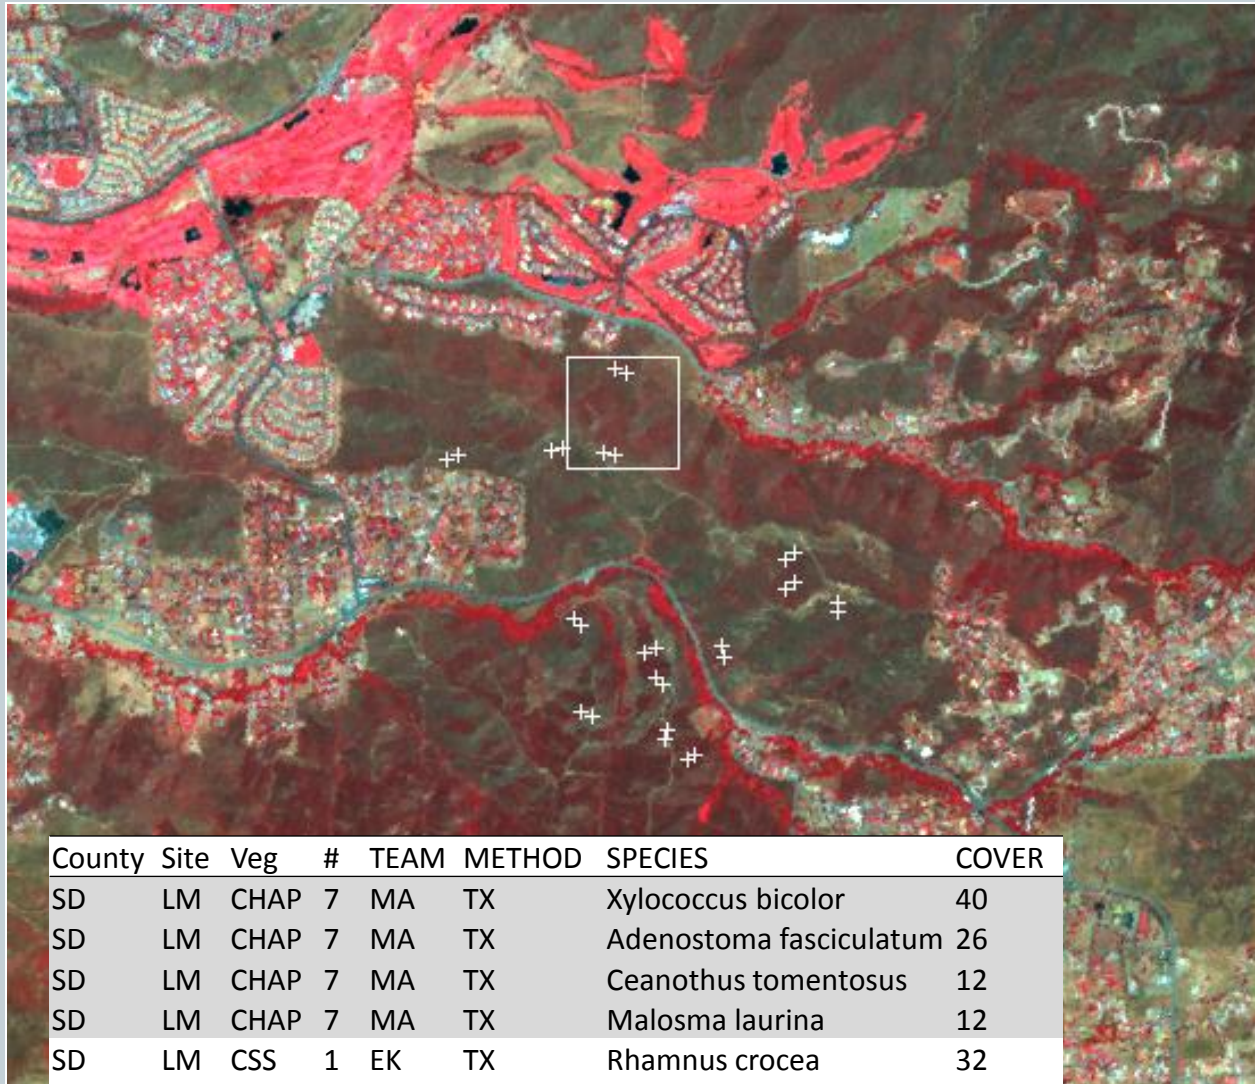 County Site Veg # TEAM METHOD SPECIES COVER
SD LM CHAP 7 MA TX Xylococcus bicolor 40
SD LM CHAP 7 MA TX Adenostoma fasciculatum 26
SD LM CHAP 7 MA TX Ceanothus tomentosus 12
SD LM CHAP 7 MA TX Malosma laurina 12
SD LM CSS 1 EK TX Rhamnus crocea 32